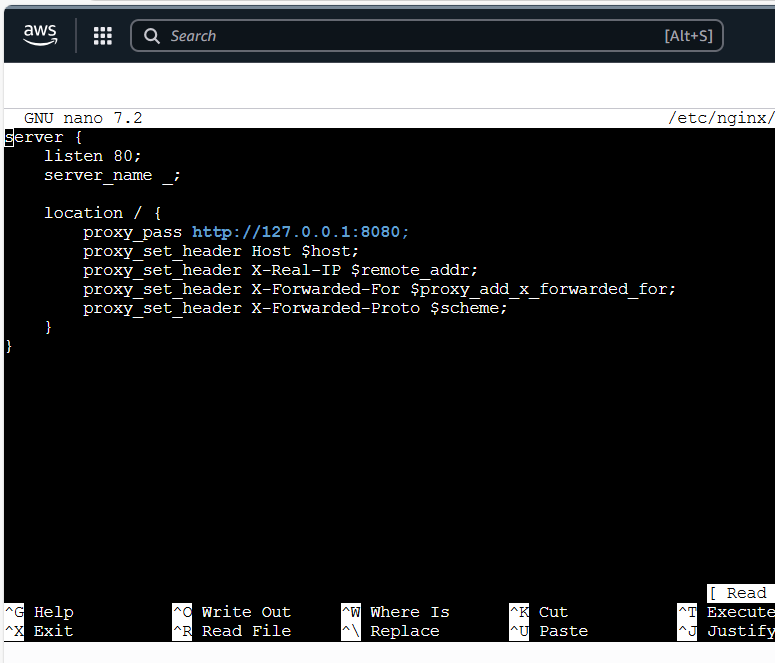 aws Search [Alt+S]
GNU nano 7.2 /etc/nginx/
server {
    listen 80;
    server_name _;

    location / {
        proxy_pass http://127.0.0.1:8080;
        proxy_set_header Host $host;
        proxy_set_header X-Real-IP $remote_addr;
        proxy_set_header X-Forwarded-For $proxy_add_x_forwarded_for;
        proxy_set_header X-Forwarded-Proto $scheme;
    }
}
[ Read
^G Help ^O Write Out ^W Where Is ^K Cut ^T Execute
^X Exit ^R Read File ^\ Replace ^U Paste ^J Justify